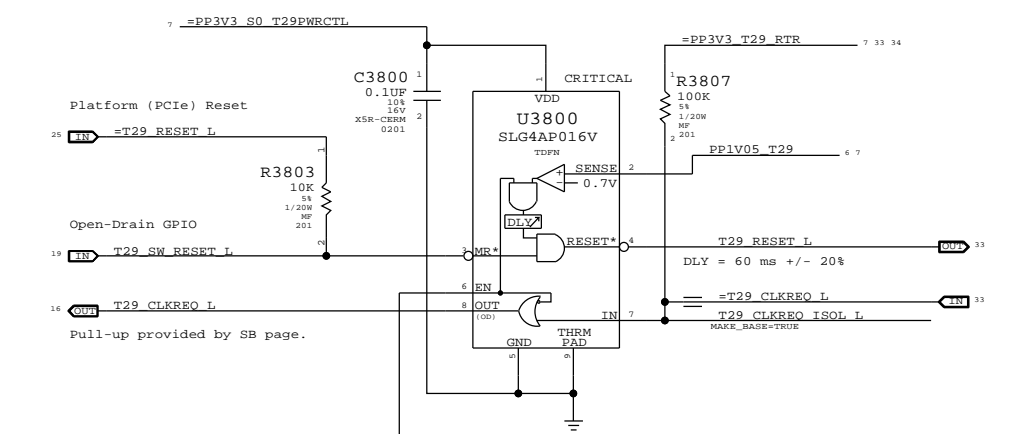 7 =PP3V3_S0_T29PWRCTL
=PP3V3_T29_RTR 7 33 34
C3800 1
0.1UF
10%
16V
X5R-CERM 2
0201
1 CRITICAL
VDD
U3800
SLG4AP016V
TDFN
1 R3807
100K
5%
1/20W
MF
2 201
Platform (PCIe) Reset
25 IN =T29_RESET_L
PP1V05_T29 6 7
1
R3803
10K
5%
1/20W
MF
201
2
SENSE 2
+
- 0.7V
DLY
Open-Drain GPIO
19 IN T29_SW_RESET_L
3 MR*
RESET* 4
T29_RESET_L OUT 33
DLY = 60 ms +/- 20%
6 EN
16 OUT T29_CLKREQ_L
8 OUT
(OD)
IN 7
=T29_CLKREQ_L IN 33
T29_CLKREQ_ISOL_L
MAKE_BASE=TRUE
Pull-up provided by SB page.
GND
THRM
PAD
5 9